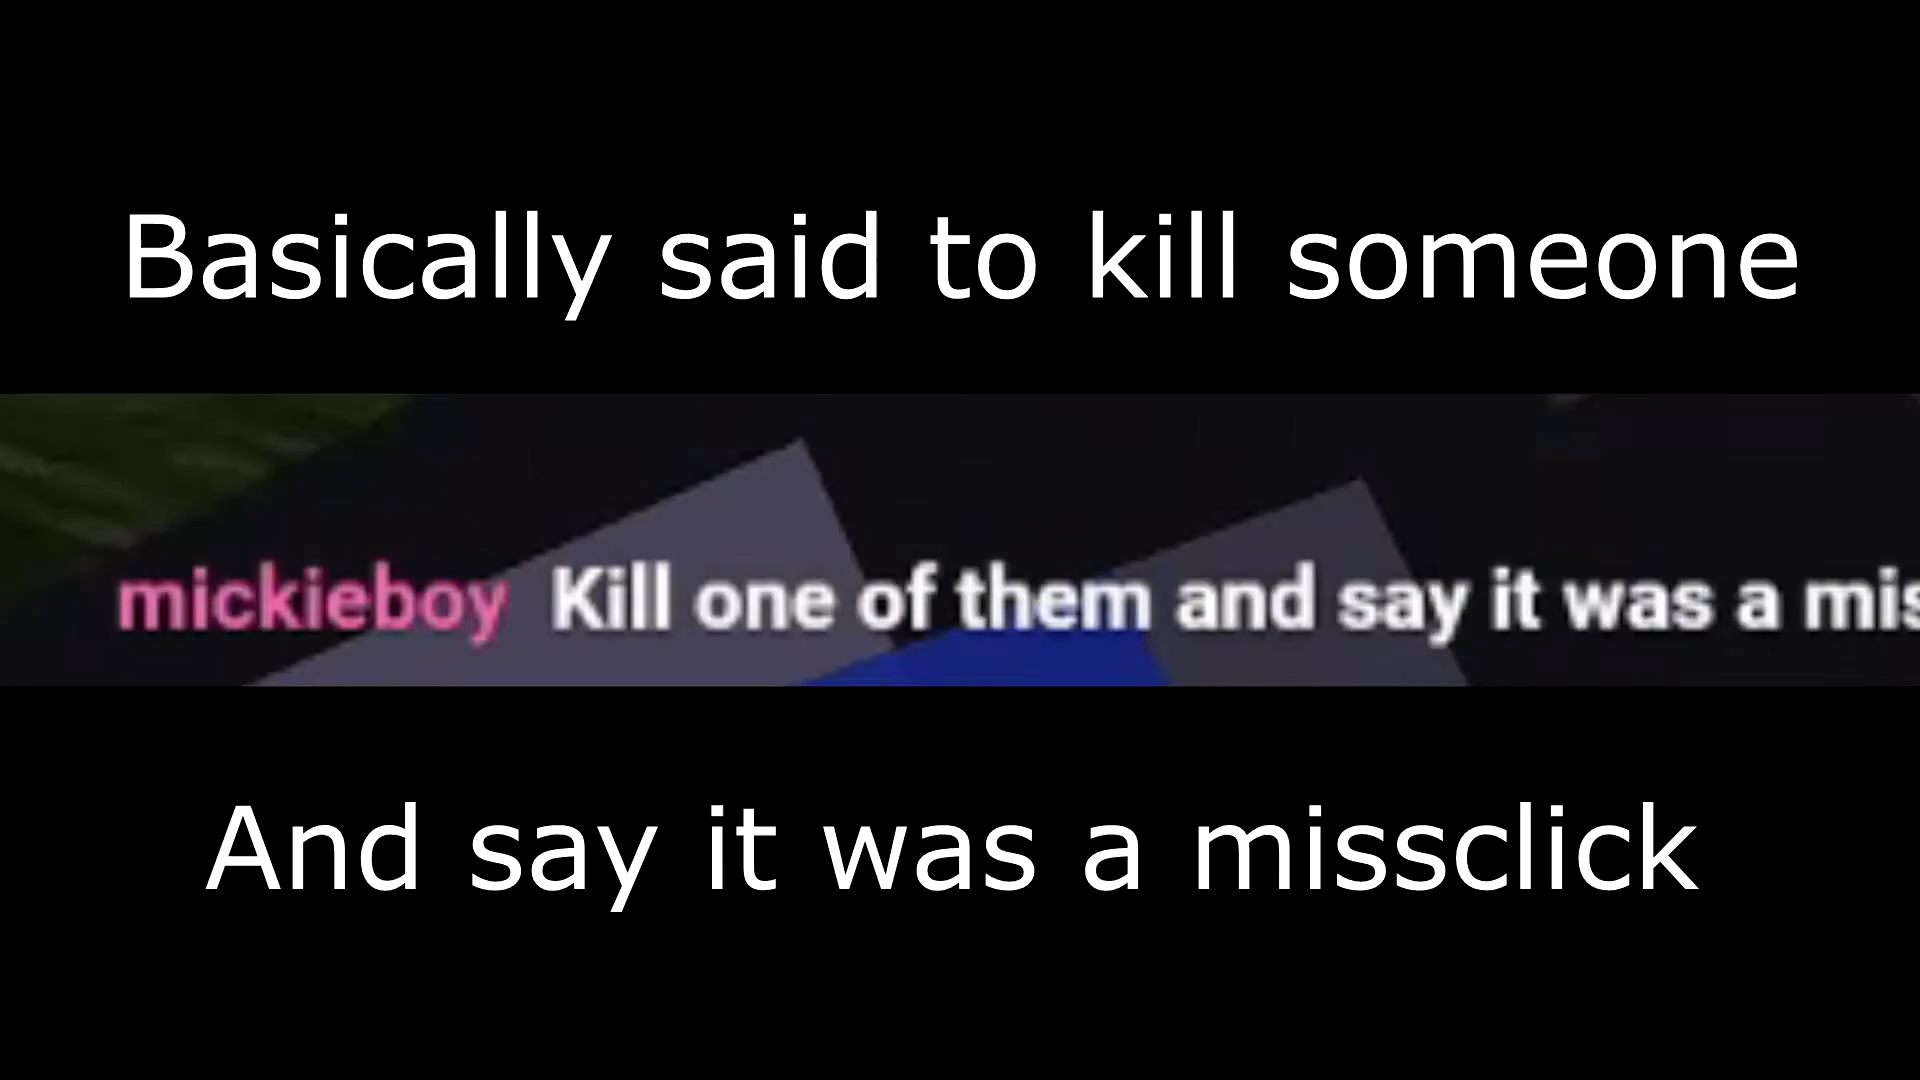 Basically said to kill someone
mickieboy Kill one of them and say it was a mis
And say it was a missclick